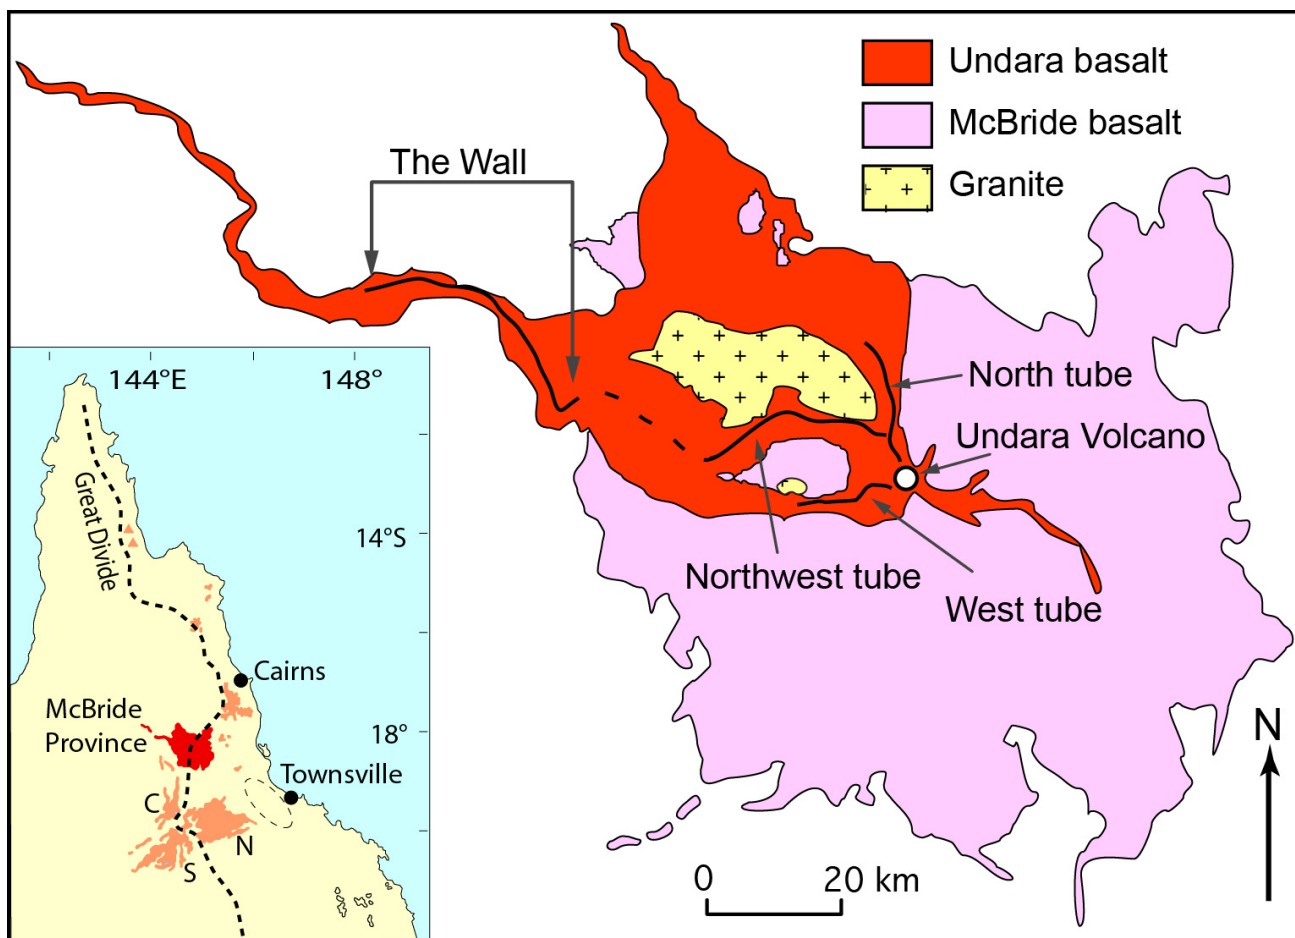 Undara basalt
McBride basalt
Granite
The Wall
North tube
Undara Volcano
Northwest tube
West tube
N
0 20 km
144°E 148°
Great Divide
14°S
Cairns
McBride
Province
18°
Townsville
C
N
S